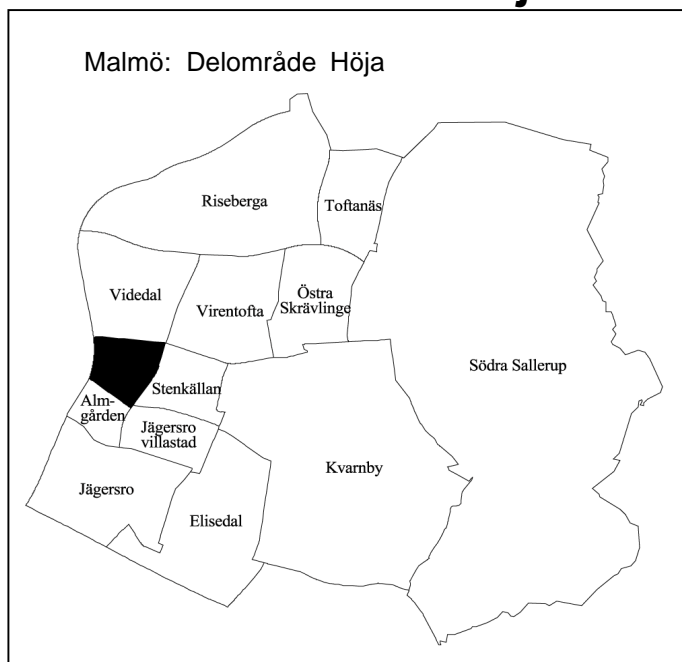 Malmö: Delområde Höja
Riseberga
Toftanäs
Videdal
Virentofta
Östra
Skrävlinge
Södra Sallerup
Stenkällan
Alm-
gården
Jägersro
villastad
Kvarnby
Jägersro
Elisedal